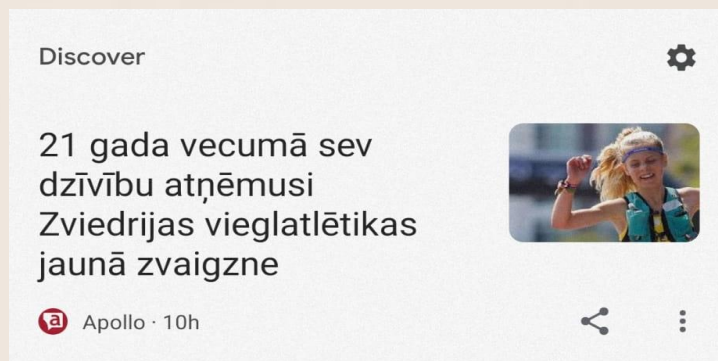 Discover
21 gada vecumā sev
dzīvību atņēmusi
Zviedrijas vieglatlētikas
jaunā zvaigzne
a Apollo · 10h